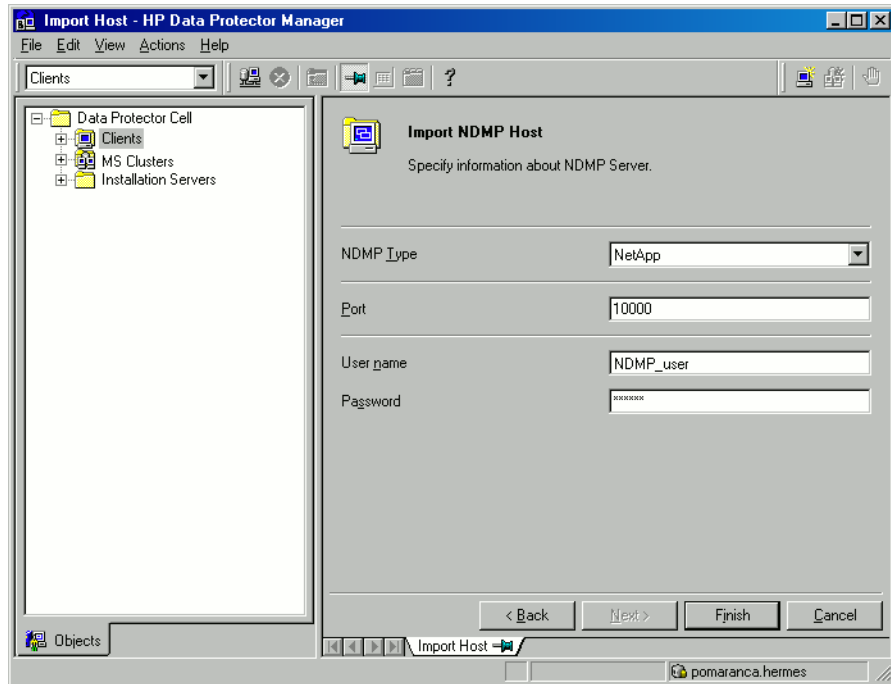 Import Host - HP Data Protector Manager
File Edit View Actions Help
Clients
Data Protector Cell
Clients
MS Clusters
Installation Servers
Objects
Import NDMP Host
Specify information about NDMP Server.
NDMP Type NetApp
Port 10000
User name NDMP_user
Password xxxxxx
< Back Next > Finish Cancel
Import Host
pomaranca.hermes